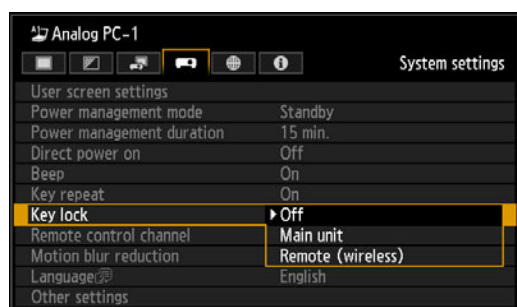 Analog PC-1
System settings
User screen settings
Power management mode Standby
Power management duration 15 min.
Direct power on Off
Beep On
Key repeat On
Key lock Off
Remote control channel Main unit
Motion blur reduction Remote (wireless)
Language English
Other settings